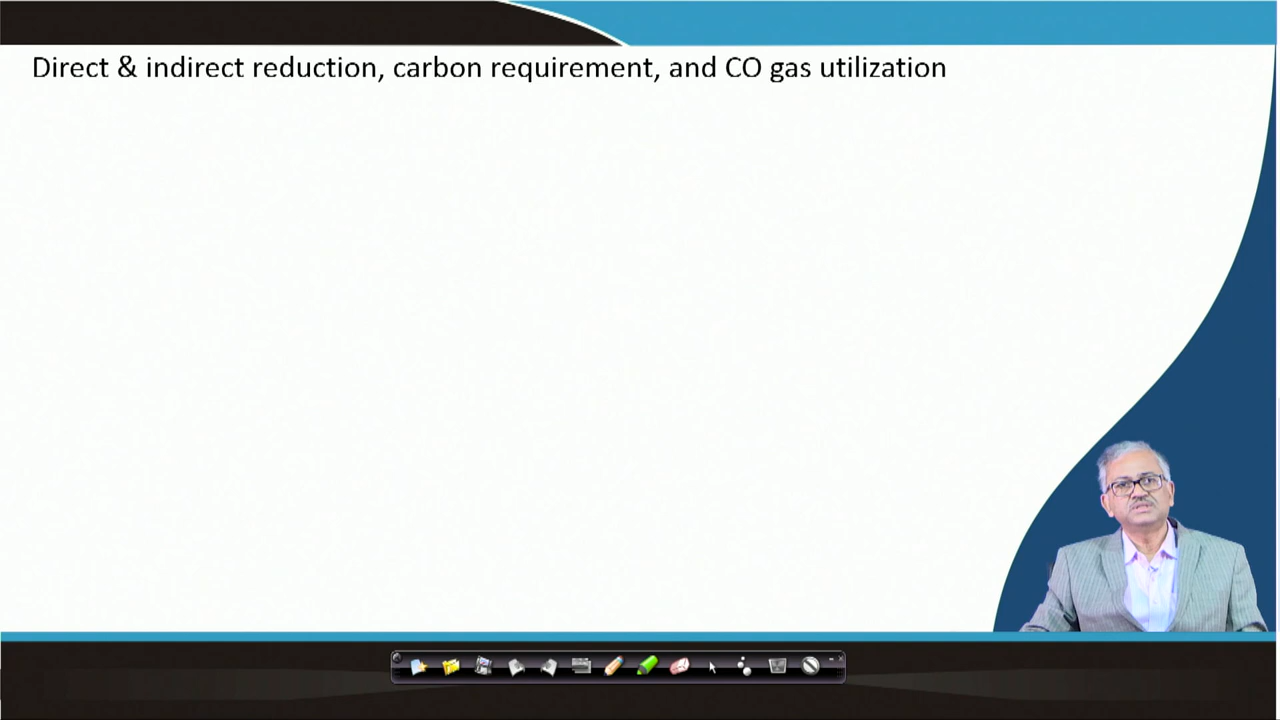 Direct & indirect reduction, carbon requirement, and CO gas utilization